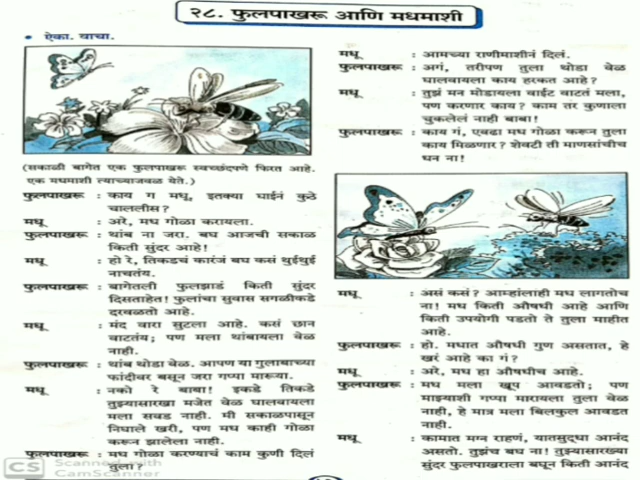 २८. फुलपाखरू आणि मधमाशी
• ऐका. वाचा.
(सकाळी बागेत एक फुलपाखरू स्वच्छंदपणे फिरत आहे.
एक मधमाशी त्याच्याजवळ येते.)
फुलपाखरू : काय ग मधू, इतक्या घाईनं कुठे
चाललीस?
मधू : अरे, मध गोळा करायला.
फुलपाखरू : थांब ना जरा. बघ आजची सकाळ
किती सुंदर आहे!
मधू : हो रे, तिकडचं कारंजं बघ कसं थुईथुई
नाचतंय.
फुलपाखरू : बागेतली फुलझाडं किती सुंदर
दिसताहेत! फुलांचा सुवास सगळीकडे
दरवळतो आहे.
मधू : मंद वारा सुटला आहे. कसं छान
वाटतंय; पण मला थांबायला वेळ
नाही.
फुलपाखरू : थांब थोडा वेळ. आपण या गुलाबाच्या
फांदीवर बसून जरा गप्पा मारूया.
मधू : नको रे बाबा! इकडे तिकडे
तुझ्यासारखा मजेत वेळ घालवायला
मला सवड नाही. मी सकाळपासून
निघाले खरी, पण मध काही गोळा
करून झालेला नाही.
फुलपाखरू : मध गोळा करण्याचं काम कुणी दिलं
तुला?
मधू : आमच्या राणीमाशीनं दिलं.
फुलपाखरू : अगं, तरीपण तुला थोडा वेळ
घालवायला काय हरकत आहे?
मधू : तुझं मन मोडायला वाईट वाटतं मला,
पण करणार काय? काम तर कुणाला
चुकलेलं नाही बाबा!
फुलपाखरू : काय गं, एवढा मध गोळा करून तुला
काय मिळणार? शेवटी ती माणसांचीच
धन ना!
मधू : असं कसं? आम्हांलाही मध लागतोच
ना! मध किती औषधी आहे आणि
किती उपयोगी पडतो ते तुला माहीत
आहे.
फुलपाखरू : हो. मधात औषधी गुण असतात, हे
खरं आहे का गं?
मधू : अरे, मध हा औषधीच आहे.
फुलपाखरू : मध मला खूप आवडतो; पण
माझ्याशी गप्पा मारायला तुला वेळ
नाही, हे मात्र मला बिलकुल आवडत
नाही.
मधू : कामात मग्न राहणं, यातसुद्धा आनंद
असतो. तुझंच बघ ना! तुझ्यासारख्या
सुंदर फुलपाखराला बघून किती आनंद
CS Scanned with
CamScanner